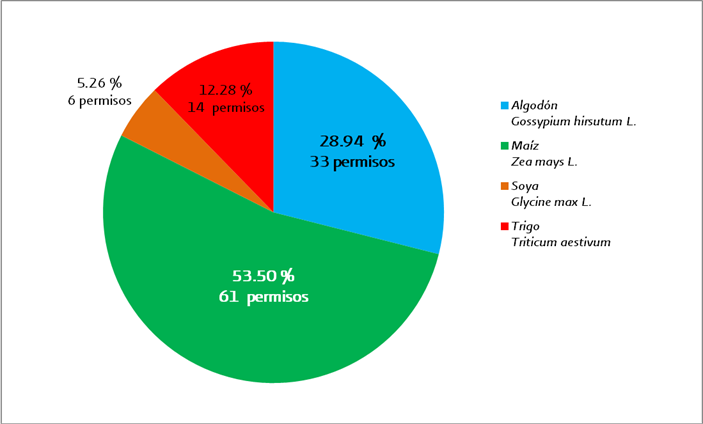 5.26 %
6 permisos
12.28 %
14 permisos
28.94 %
33 permisos
53.50 %
61 permisos
Algodón
Gossypium hirsutum L.
Maíz
Zea mays L.
Soya
Glycine max L.
Trigo
Triticum aestivum